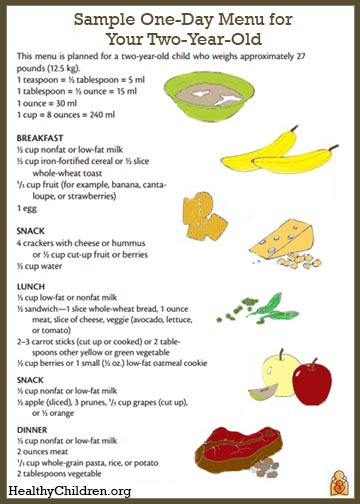 Sample One-Day Menu for
Your Two-Year-Old
This menu is planned for a two-year-old child who weighs approximately 27
pounds (12.5 kg).
1 teaspoon = ⅓ tablespoon = 5 ml
1 tablespoon = ½ ounce = 15 ml
1 ounce = 30 ml
1 cup = 8 ounces = 240 ml
BREAKFAST
½ cup nonfat or low-fat milk
½ cup iron-fortified cereal or ½ slice
whole-wheat toast
⅓ cup fruit (for example, banana, canta-
loupe, or strawberries)
1 egg
SNACK
4 crackers with cheese or hummus
or ½ cup cut-up fruit or berries
½ cup water
LUNCH
½ cup low-fat or nonfat milk
½ sandwich—1 slice whole-wheat bread, 1 ounce
meat, slice of cheese, veggie (avocado, lettuce,
or tomato)
2–3 carrot sticks (cut up or cooked) or 2 table-
spoons other yellow or green vegetable
½ cup berries or 1 small (½ oz.) low-fat oatmeal cookie
SNACK
½ cup nonfat or low-fat milk
½ apple (sliced), 3 prunes, ⅓ cup grapes (cut up),
or ½ orange
DINNER
½ cup nonfat or low-fat milk
2 ounces meat
⅓ cup whole-grain pasta, rice, or potato
2 tablespoons vegetable
HealthyChildren.org